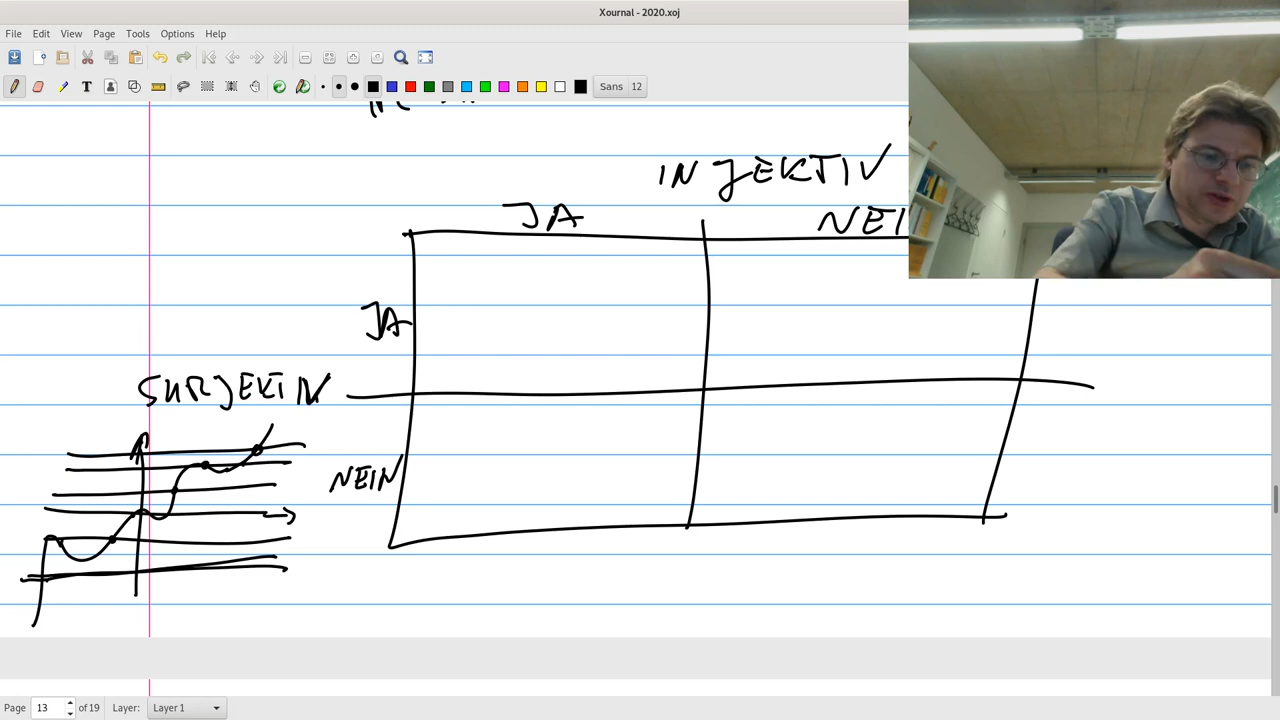 Xournal - 2020.xoj
File Edit View Page Tools Options Help
Sans 12
INJEKTIV
JA NEI
JA
SURJEKTIV
NEIN
Page 13 of 19 Layer: Layer 1